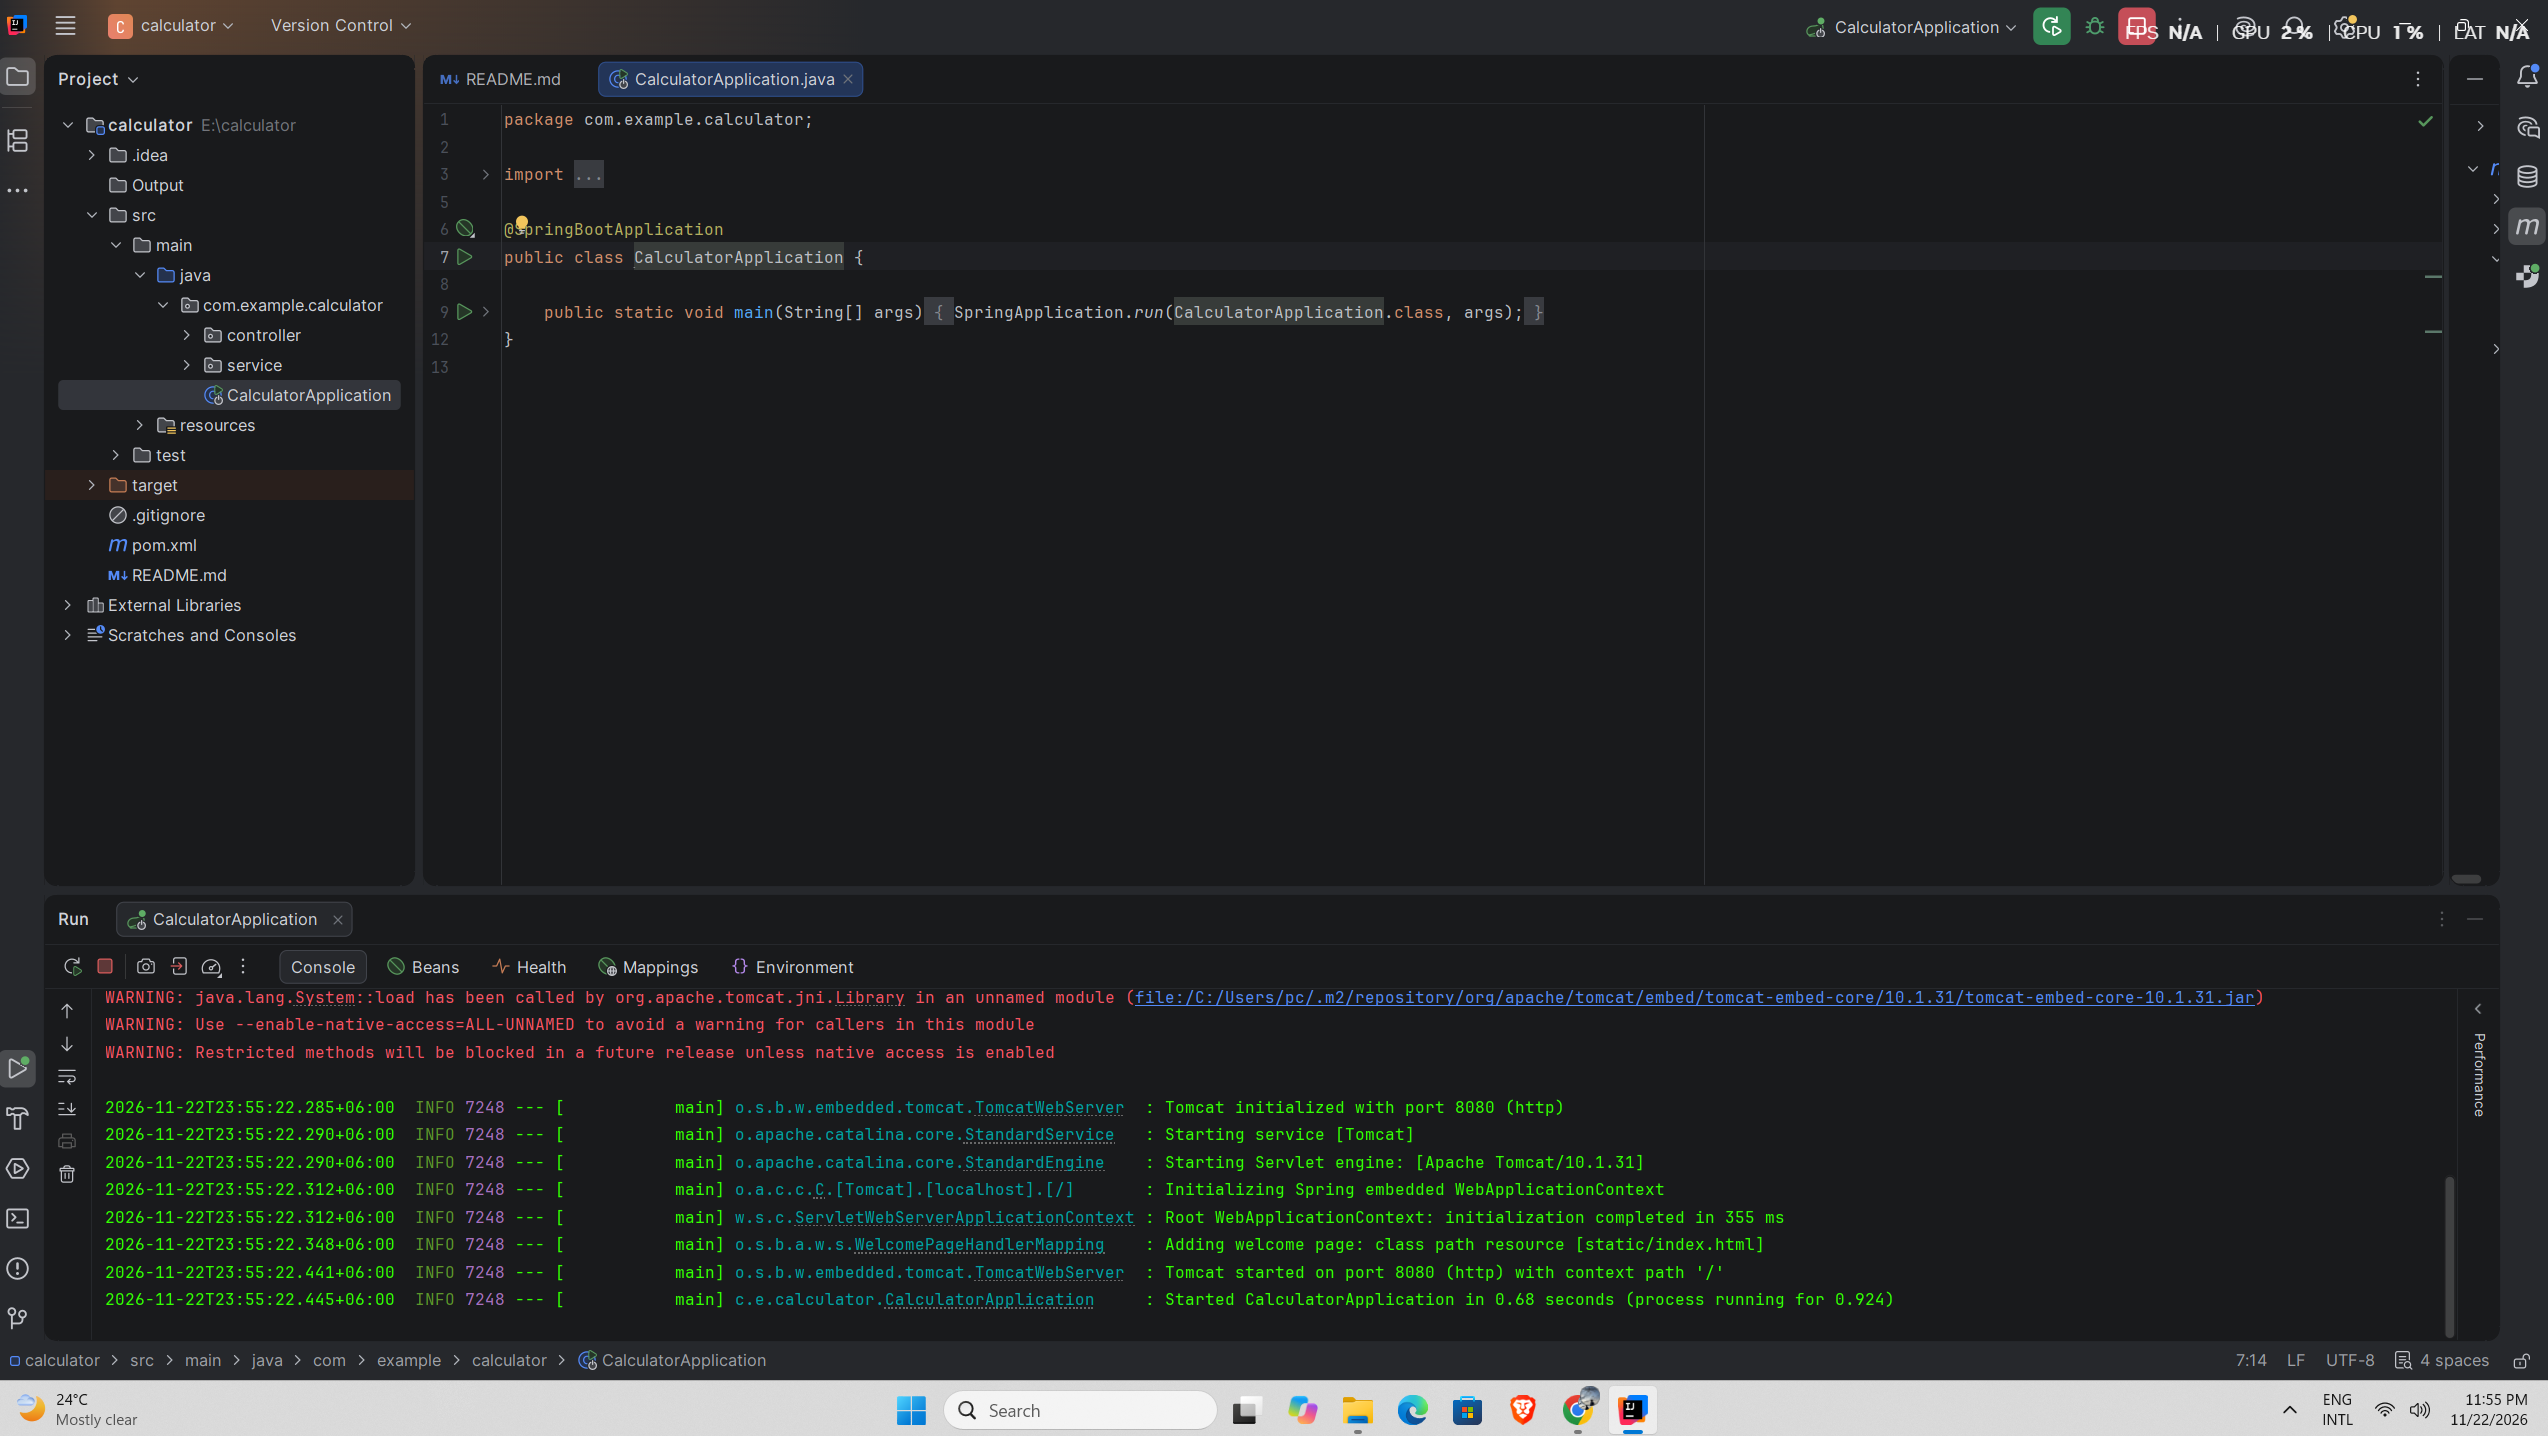 C calculator Version Control CalculatorApplication FPS N/A | GPU 2 % | CPU 1 % | LAT N/A
Project
calculator E:\calculator
.idea
Output
src
main
java
com.example.calculator
controller
service
CalculatorApplication
resources
test
target
.gitignore
m pom.xml
M↓ README.md
External Libraries
Scratches and Consoles
M↓ README.md CalculatorApplication.java
1 package com.example.calculator;
2
3 import ...
5
6 @SpringBootApplication
7 public class CalculatorApplication {
8
9 public static void main(String[] args) { SpringApplication.run(CalculatorApplication.class, args); }
12 }
13
m
Run CalculatorApplication
Console Beans Health Mappings Environment
WARNING: java.lang.System::load has been called by org.apache.tomcat.jni.Library in an unnamed module (file:/C:/Users/pc/.m2/repository/org/apache/tomcat/embed/tomcat-embed-core/10.1.31/tomcat-embed-core-10.1.31.jar)
WARNING: Use --enable-native-access=ALL-UNNAMED to avoid a warning for callers in this module
WARNING: Restricted methods will be blocked in a future release unless native access is enabled
2026-11-22T23:55:22.285+06:00 INFO 7248 --- [ main] o.s.b.w.embedded.tomcat.TomcatWebServer : Tomcat initialized with port 8080 (http)
2026-11-22T23:55:22.290+06:00 INFO 7248 --- [ main] o.apache.catalina.core.StandardService : Starting service [Tomcat]
2026-11-22T23:55:22.290+06:00 INFO 7248 --- [ main] o.apache.catalina.core.StandardEngine : Starting Servlet engine: [Apache Tomcat/10.1.31]
2026-11-22T23:55:22.312+06:00 INFO 7248 --- [ main] o.a.c.c.C.[Tomcat].[localhost].[/] : Initializing Spring embedded WebApplicationContext
2026-11-22T23:55:22.312+06:00 INFO 7248 --- [ main] w.s.c.ServletWebServerApplicationContext : Root WebApplicationContext: initialization completed in 355 ms
2026-11-22T23:55:22.348+06:00 INFO 7248 --- [ main] o.s.b.a.w.s.WelcomePageHandlerMapping : Adding welcome page: class path resource [static/index.html]
2026-11-22T23:55:22.441+06:00 INFO 7248 --- [ main] o.s.b.w.embedded.tomcat.TomcatWebServer : Tomcat started on port 8080 (http) with context path '/'
2026-11-22T23:55:22.445+06:00 INFO 7248 --- [ main] c.e.calculator.CalculatorApplication : Started CalculatorApplication in 0.68 seconds (process running for 0.924)
Performance
calculator > src > main > java > com > example > calculator > CalculatorApplication 7:14 LF UTF-8 4 spaces
24°C
Mostly clear
Search
ENG
INTL
11:55 PM
11/22/2026